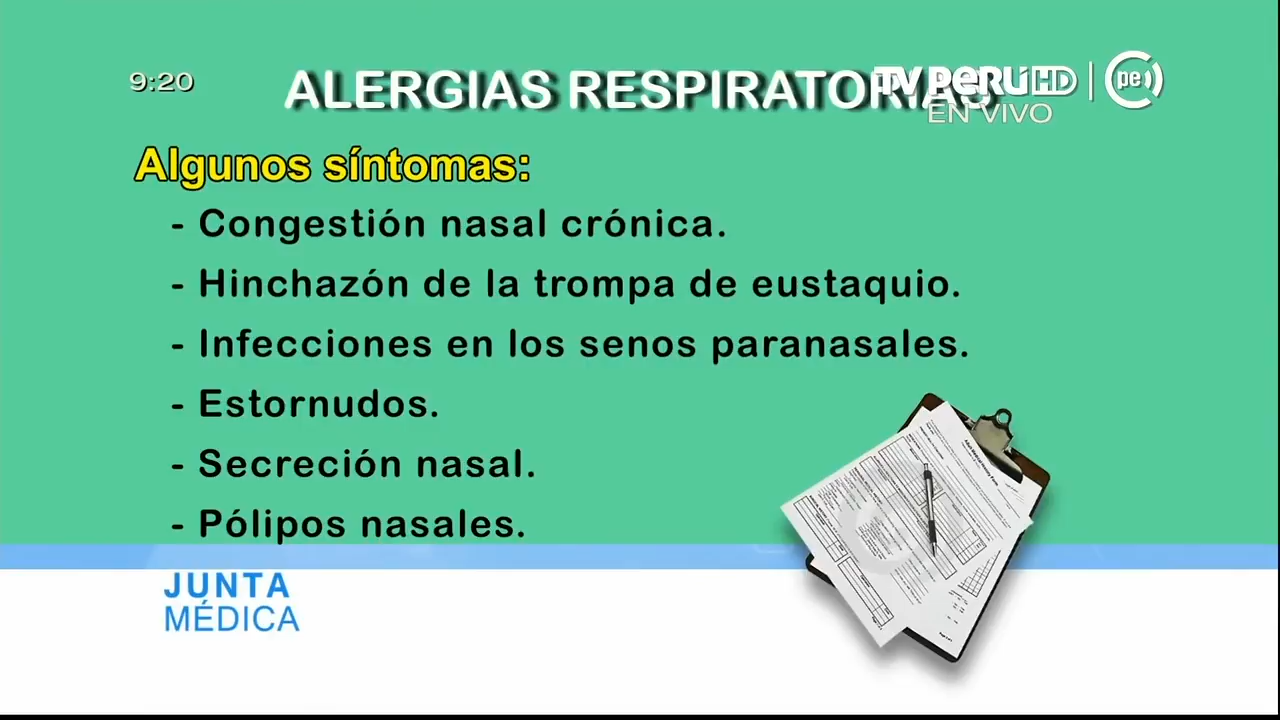 9:20
ALERGIAS RESPIRATORIAS
TV PERÚ HD | pe
EN VIVO
Algunos síntomas:
- Congestión nasal crónica.
- Hinchazón de la trompa de eustaquio.
- Infecciones en los senos paranasales.
- Estornudos.
- Secreción nasal.
- Pólipos nasales.
JUNTA
MÉDICA